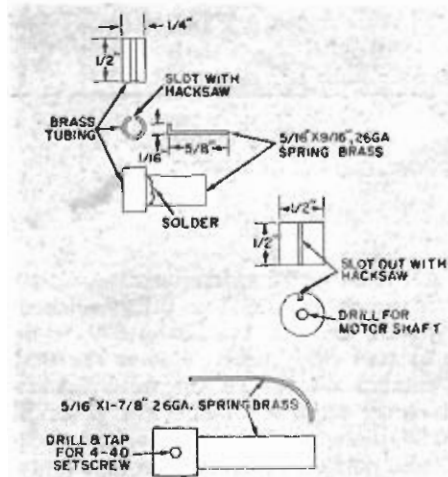 1/4"
1/2"
SLOT WITH
HACKSAW
BRASS
TUBING
1/16
5/8"
5/16" X 9/16", 26GA
SPRING BRASS
SOLDER
1/2"
1/2"
SLOT OUT WITH
HACKSAW
DRILL FOR
MOTOR SHAFT
5/16" X 1-7/8" 26GA. SPRING BRASS
DRILL & TAP
FOR 4-40
SETSCREW